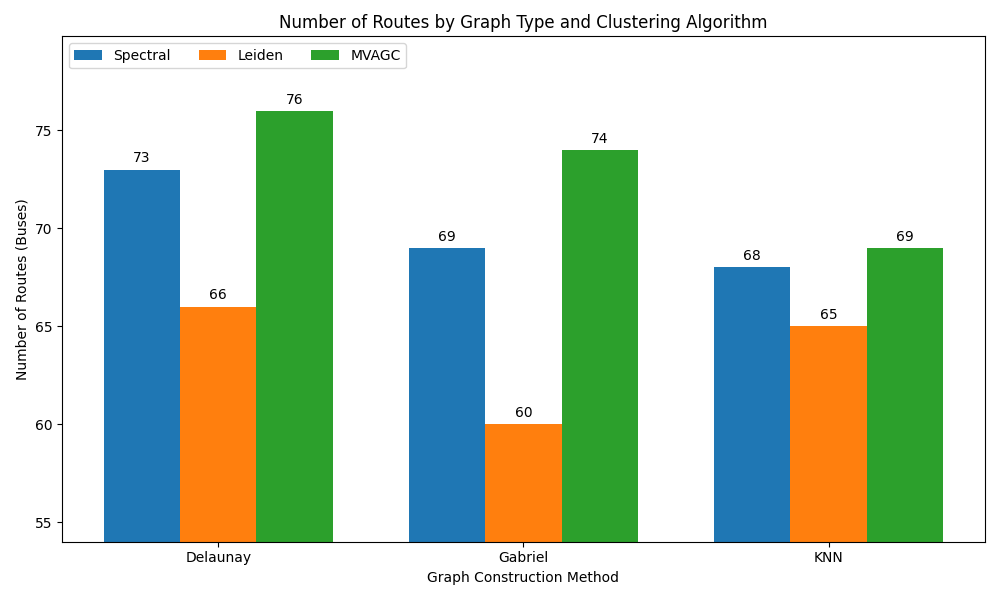 Number of Routes by Graph Type and Clustering Algorithm
Spectral Leiden MVAGC
76
75
74
73
70
69
69
68
66
65
65
60
60
55
Delaunay Gabriel KNN
Number of Routes (Buses)
Graph Construction Method